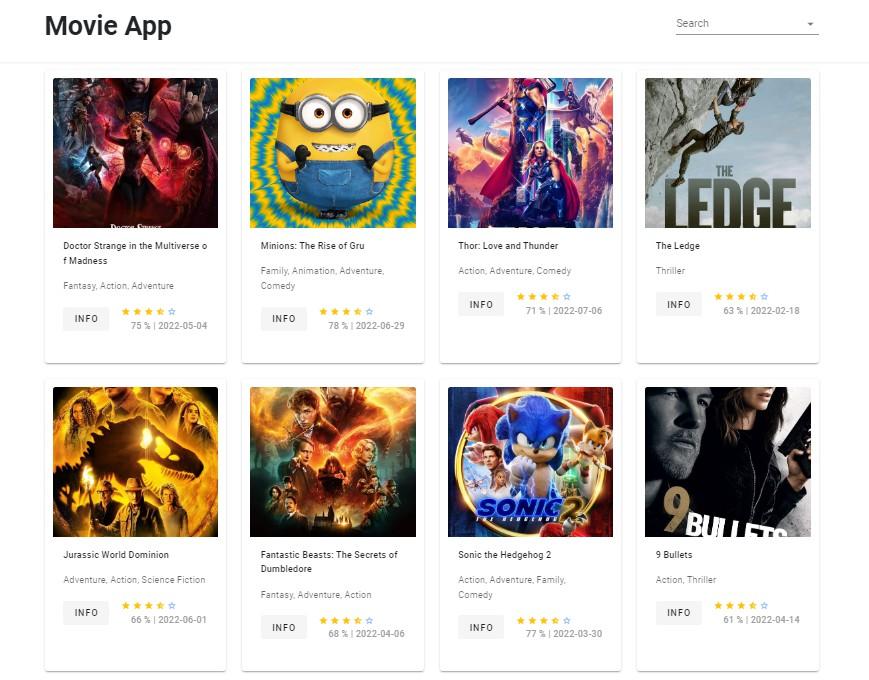 Movie App
Search
THE
LEDGE
Doctor Strange in the Multiverse o
f Madness
Fantasy, Action, Adventure
INFO
75 % | 2022-05-04
Minions: The Rise of Gru
Family, Animation, Adventure,
Comedy
INFO
78 % | 2022-06-29
Thor: Love and Thunder
Action, Adventure, Comedy
INFO
71 % | 2022-07-06
The Ledge
Thriller
INFO
63 % | 2022-02-18
SONIC 2
THE HEDGEHOG
9
BULLETS
Jurassic World Dominion
Adventure, Action, Science Fiction
INFO
66 % | 2022-06-01
Fantastic Beasts: The Secrets of
Dumbledore
Fantasy, Adventure, Action
INFO
68 % | 2022-04-06
Sonic the Hedgehog 2
Action, Adventure, Family,
Comedy
INFO
77 % | 2022-03-30
9 Bullets
Action, Thriller
INFO
61 % | 2022-04-14